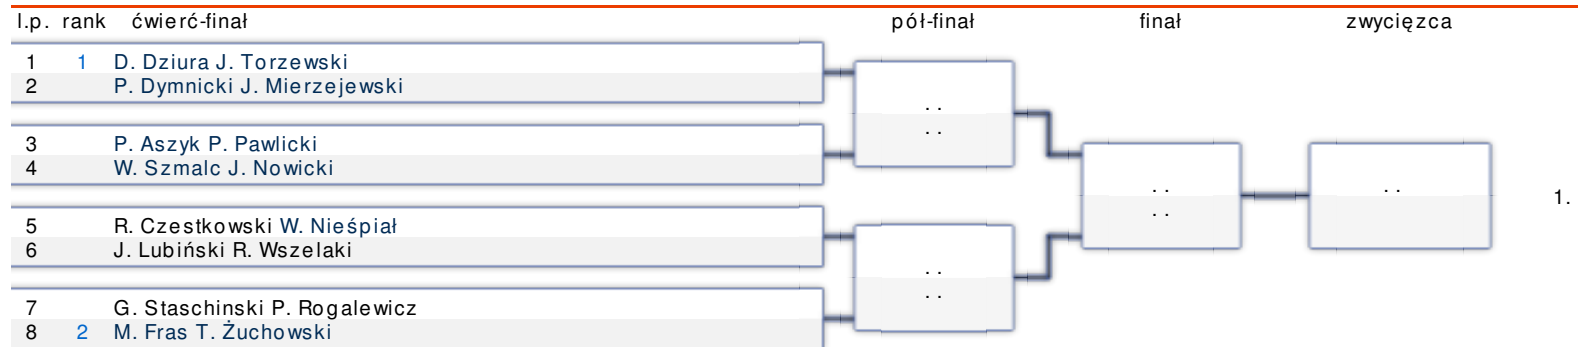 l.p. rank ćwierć-finał pół-finał finał zwycięzca
1 1 D. Dziura J. Torzewski
2 P. Dymnicki J. Mierzejewski
. .
. .
3 P. Aszyk P. Pawlicki
4 W. Szmalc J. Nowicki
. . . . 1.
. .
5 R. Czestkowski W. Nieśpiał
6 J. Lubiński R. Wszelaki
. .
. .
7 G. Staschinski P. Rogalewicz
8 2 M. Fras T. Żuchowski